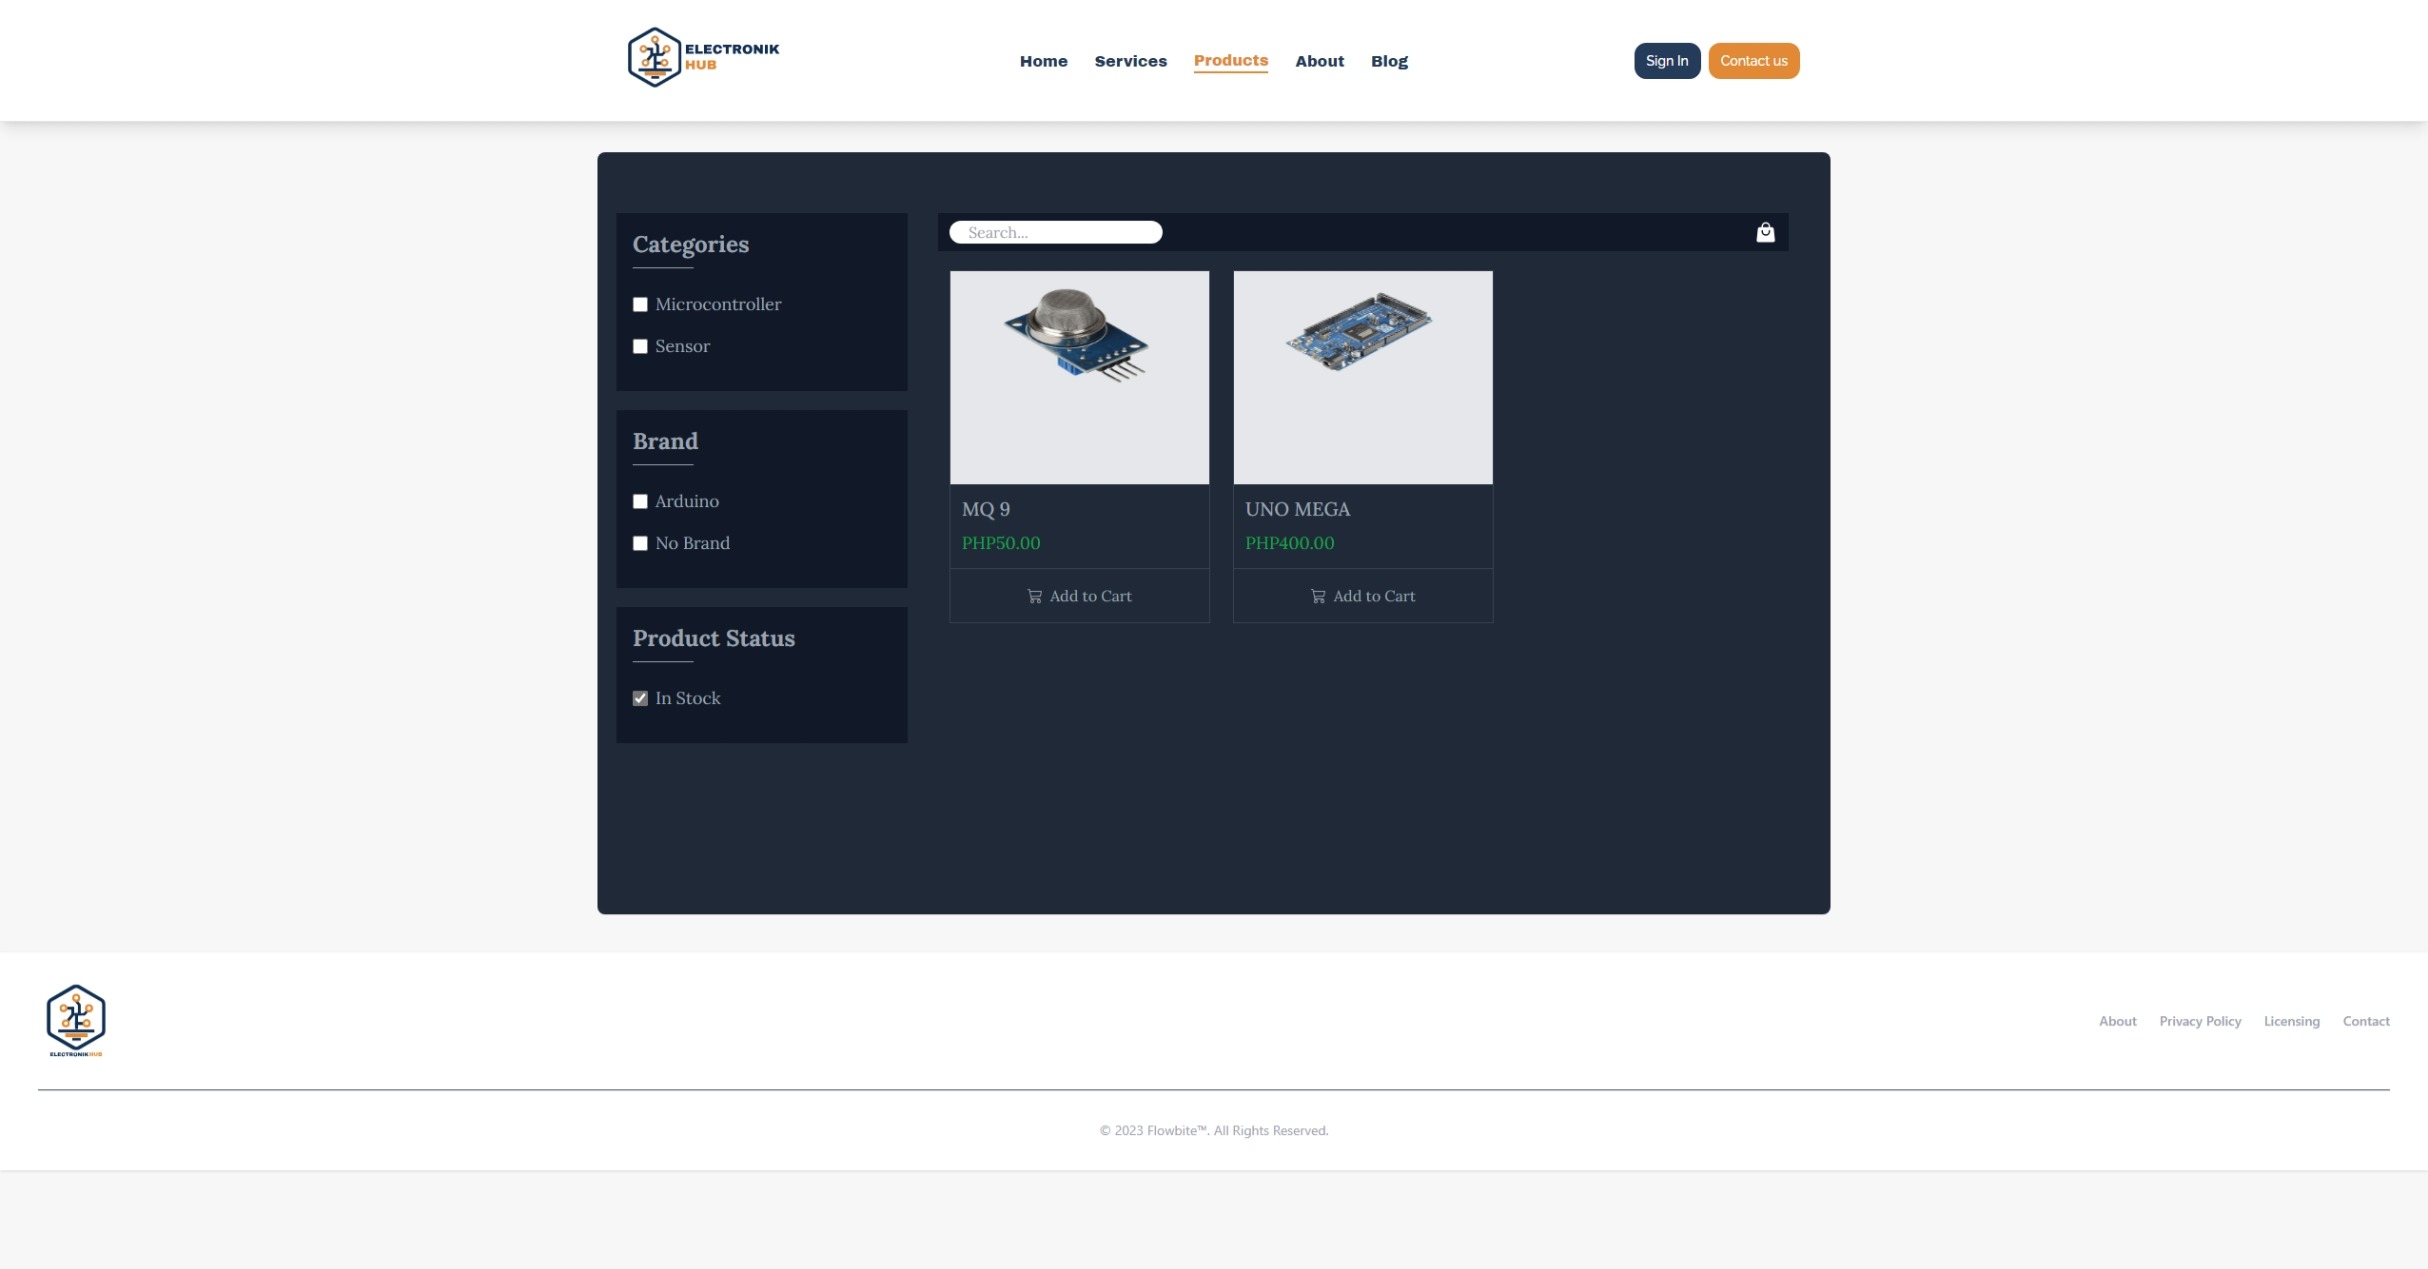 ELECTRONIK
HUB
Home Services Products About Blog
Sign In Contact us
Categories
Microcontroller
Sensor
Brand
Arduino
No Brand
Product Status
In Stock
Search...
MQ 9
PHP50.00
Add to Cart
UNO MEGA
PHP400.00
Add to Cart
ELECTRONIKHUB
About Privacy Policy Licensing Contact
© 2023 Flowbite™. All Rights Reserved.